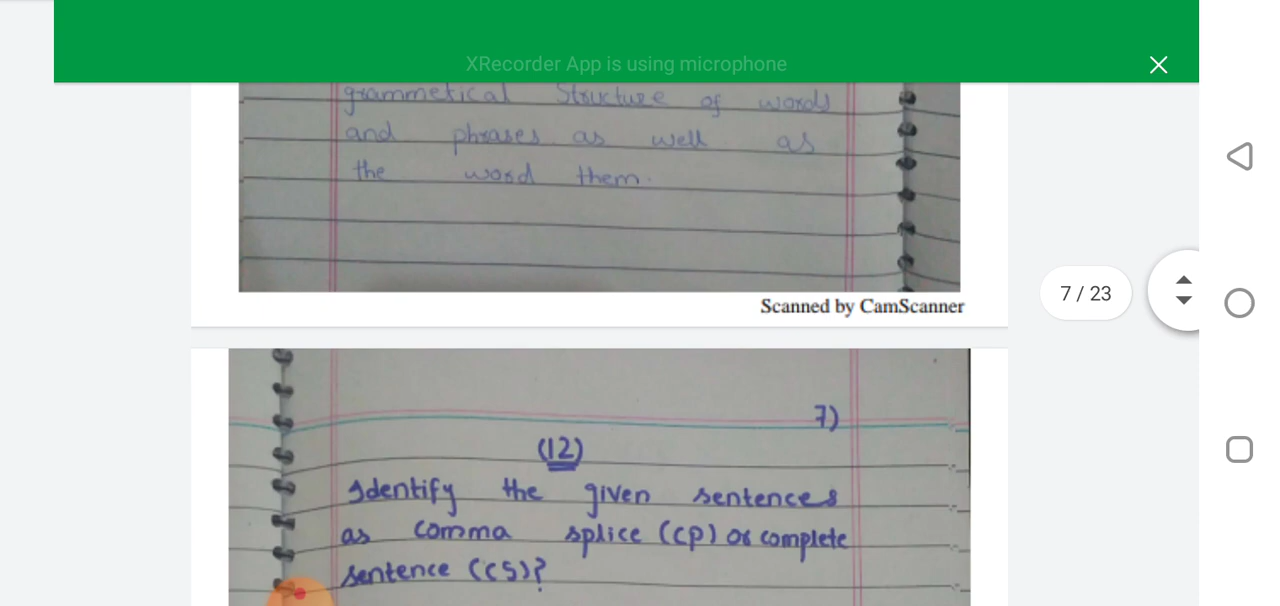 XRecorder App is using microphone
grammetical Structure of words
and phrases as well as
the word them.
Scanned by CamScanner
7 / 23
7)
(12)
Identify the given sentences
as comma splice (cp) or complete
sentence (cs)?